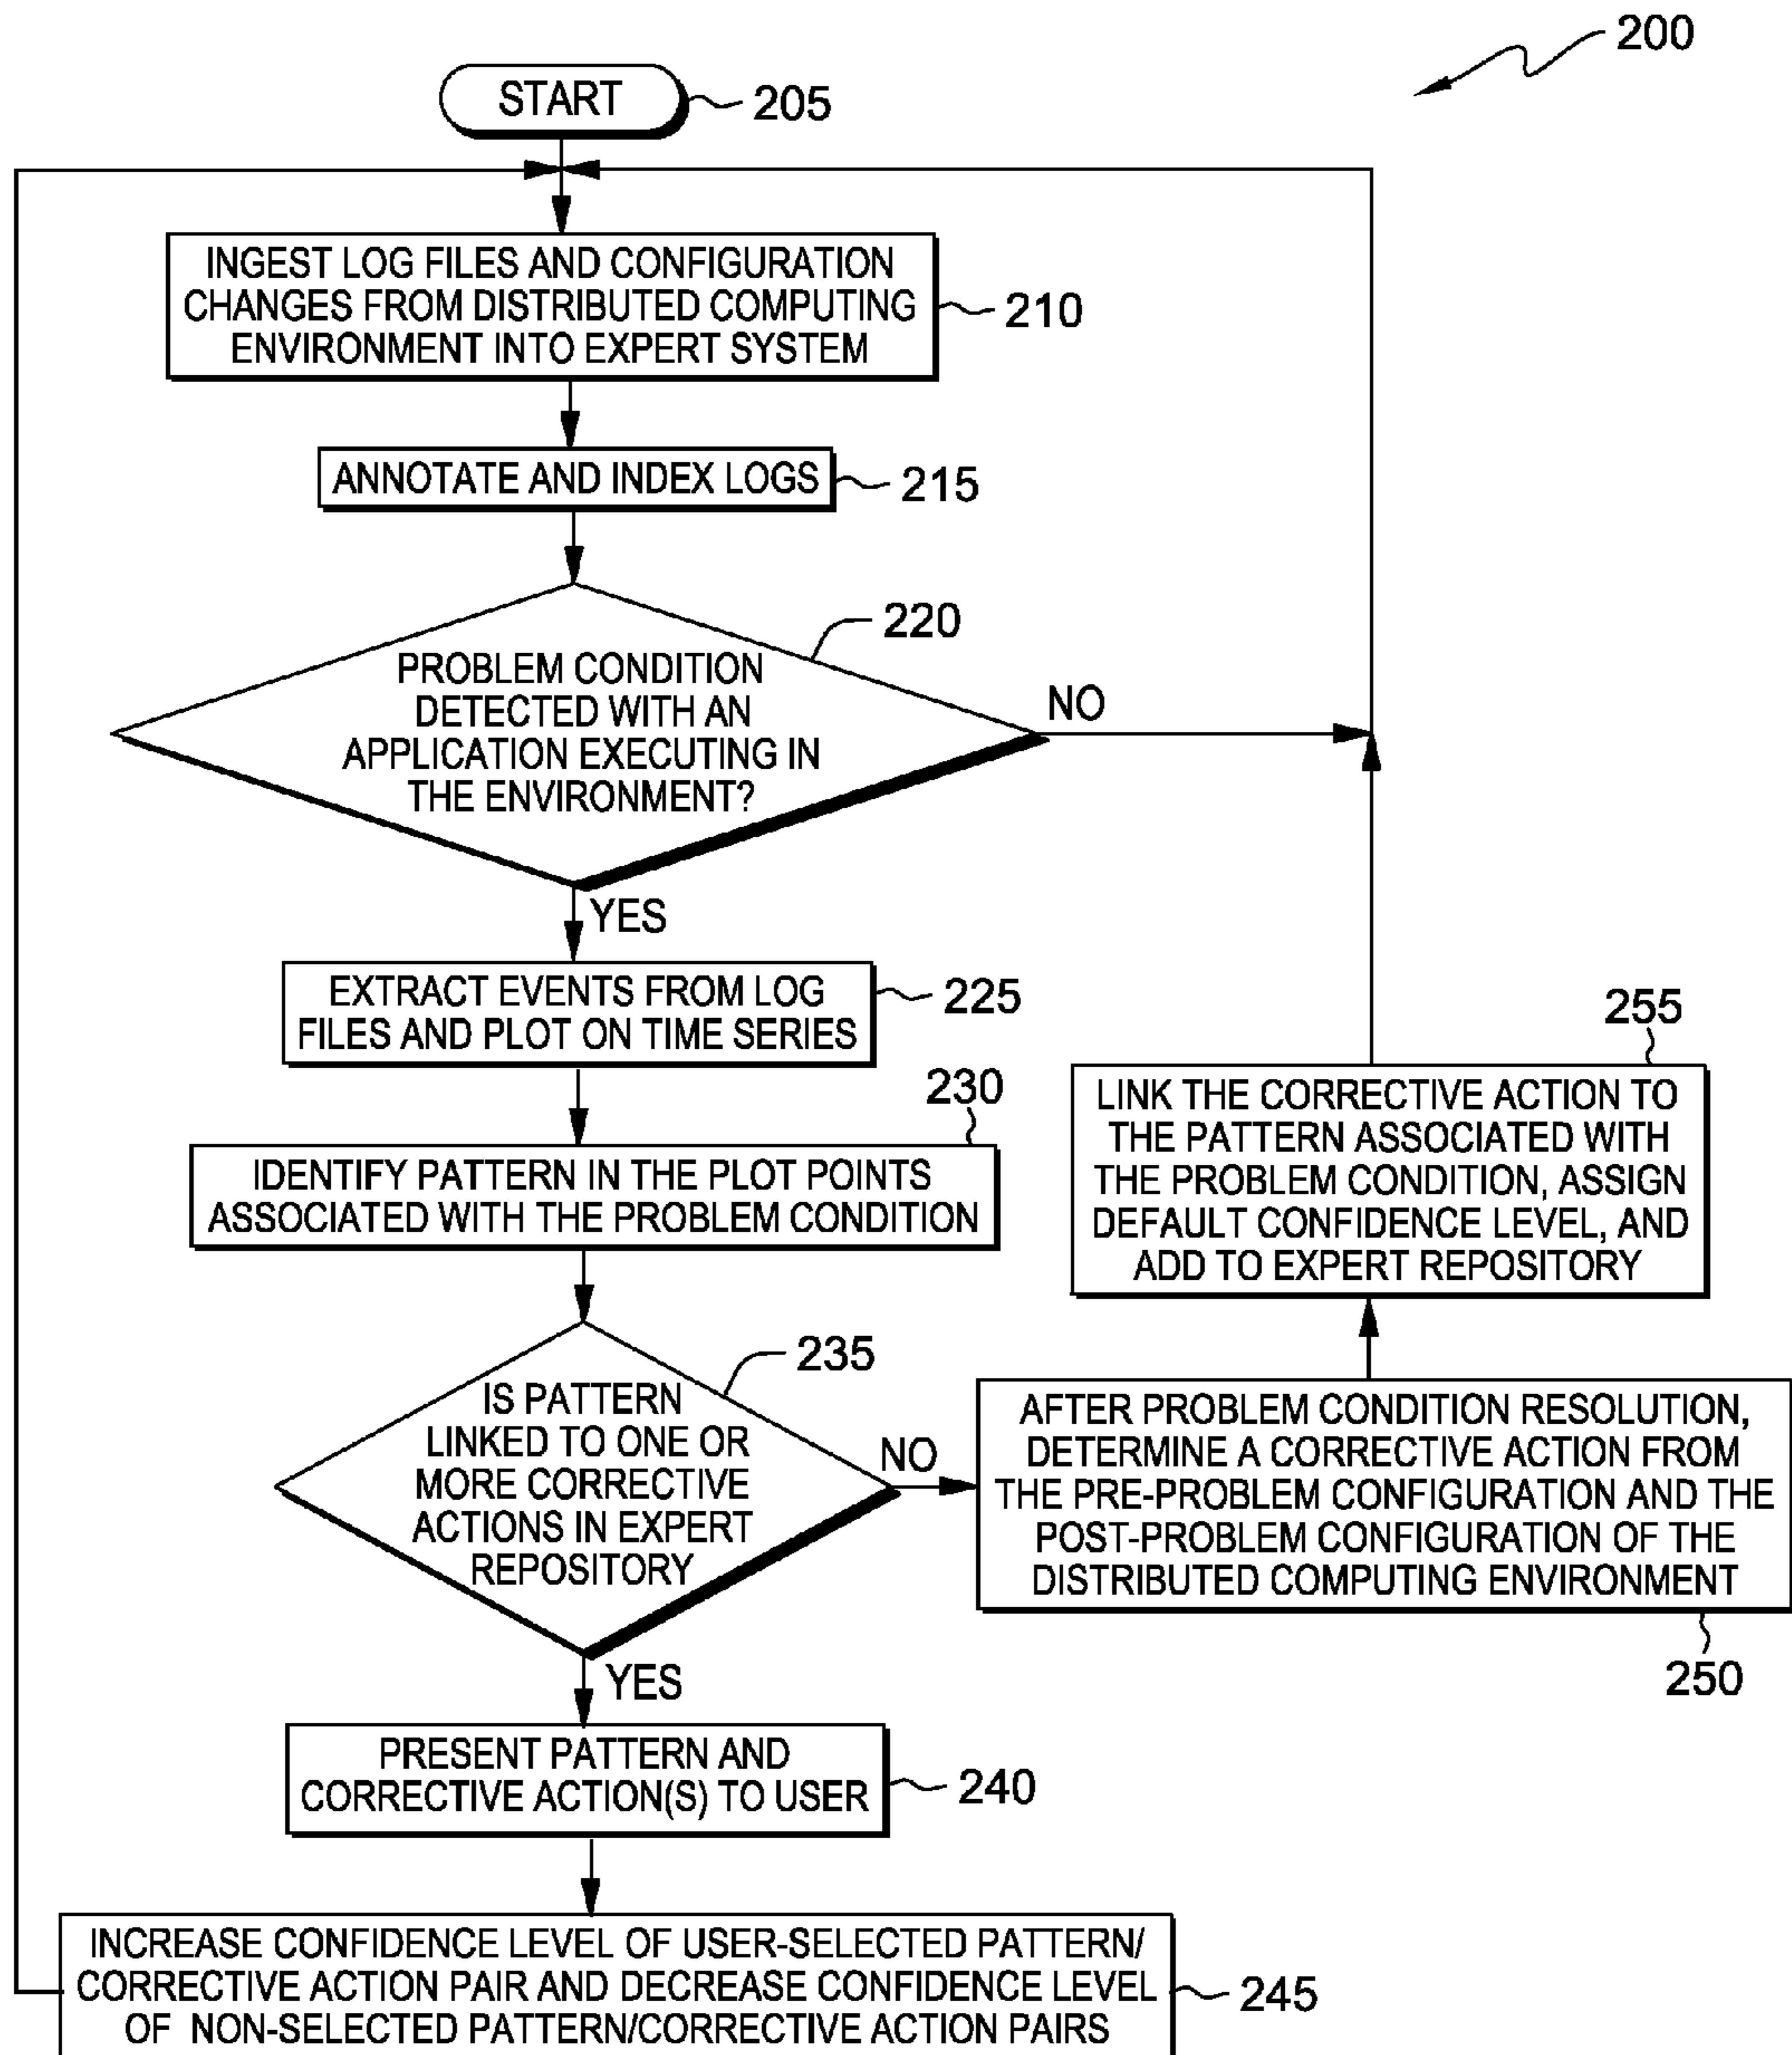 200
START
205
INGEST LOG FILES AND CONFIGURATION
CHANGES FROM DISTRIBUTED COMPUTING
ENVIRONMENT INTO EXPERT SYSTEM
210
ANNOTATE AND INDEX LOGS
215
220
PROBLEM CONDITION
DETECTED WITH AN
APPLICATION EXECUTING IN
THE ENVIRONMENT?
NO
YES
EXTRACT EVENTS FROM LOG
FILES AND PLOT ON TIME SERIES
225
230
IDENTIFY PATTERN IN THE PLOT POINTS
ASSOCIATED WITH THE PROBLEM CONDITION
235
IS PATTERN
LINKED TO ONE OR
MORE CORRECTIVE
ACTIONS IN EXPERT
REPOSITORY
NO
YES
255
LINK THE CORRECTIVE ACTION TO
THE PATTERN ASSOCIATED WITH
THE PROBLEM CONDITION, ASSIGN
DEFAULT CONFIDENCE LEVEL, AND
ADD TO EXPERT REPOSITORY
AFTER PROBLEM CONDITION RESOLUTION,
DETERMINE A CORRECTIVE ACTION FROM
THE PRE-PROBLEM CONFIGURATION AND THE
POST-PROBLEM CONFIGURATION OF THE
DISTRIBUTED COMPUTING ENVIRONMENT
250
PRESENT PATTERN AND
CORRECTIVE ACTION(S) TO USER
240
INCREASE CONFIDENCE LEVEL OF USER-SELECTED PATTERN/
CORRECTIVE ACTION PAIR AND DECREASE CONFIDENCE LEVEL
OF NON-SELECTED PATTERN/CORRECTIVE ACTION PAIRS
245